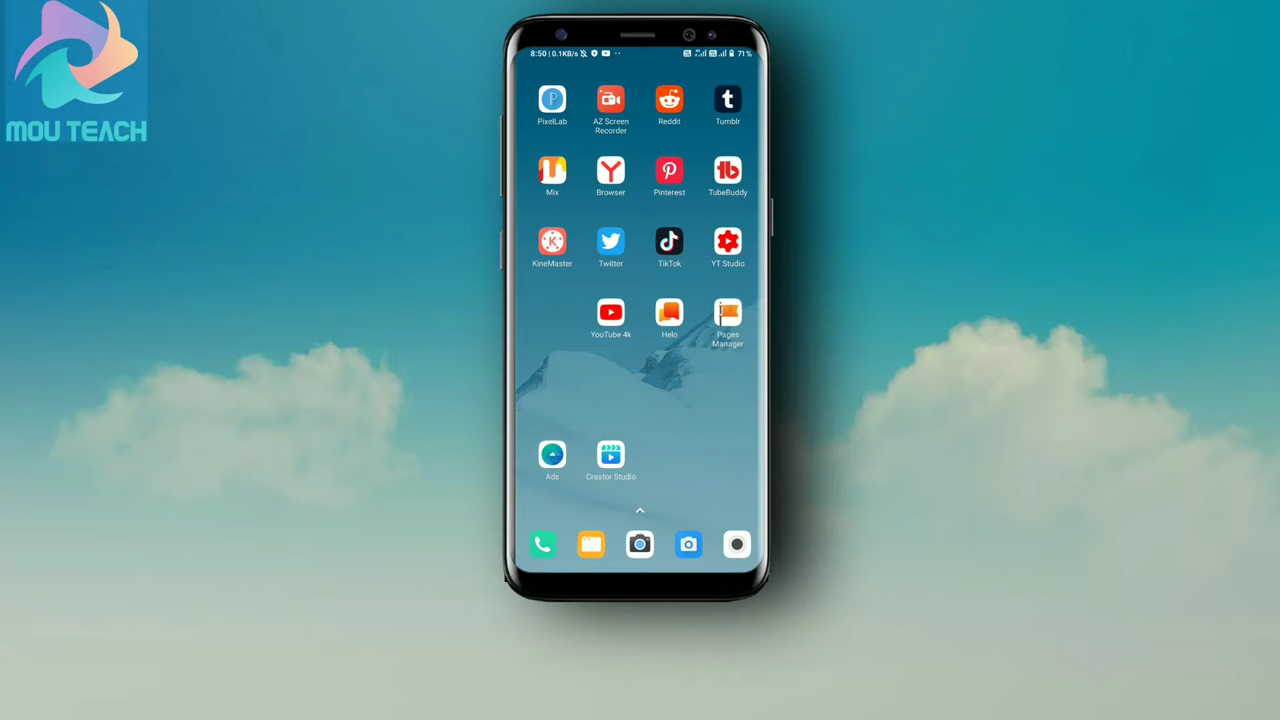 MOU TEACH
8:50 | 0.1KB/s
71%
PixelLab
AZ Screen Recorder
Reddit
Tumblr
Mix
Browser
Pinterest
TubeBuddy
KineMaster
Twitter
TikTok
YT Studio
YouTube 4k
Helo
Pages Manager
Ads
Creator Studio